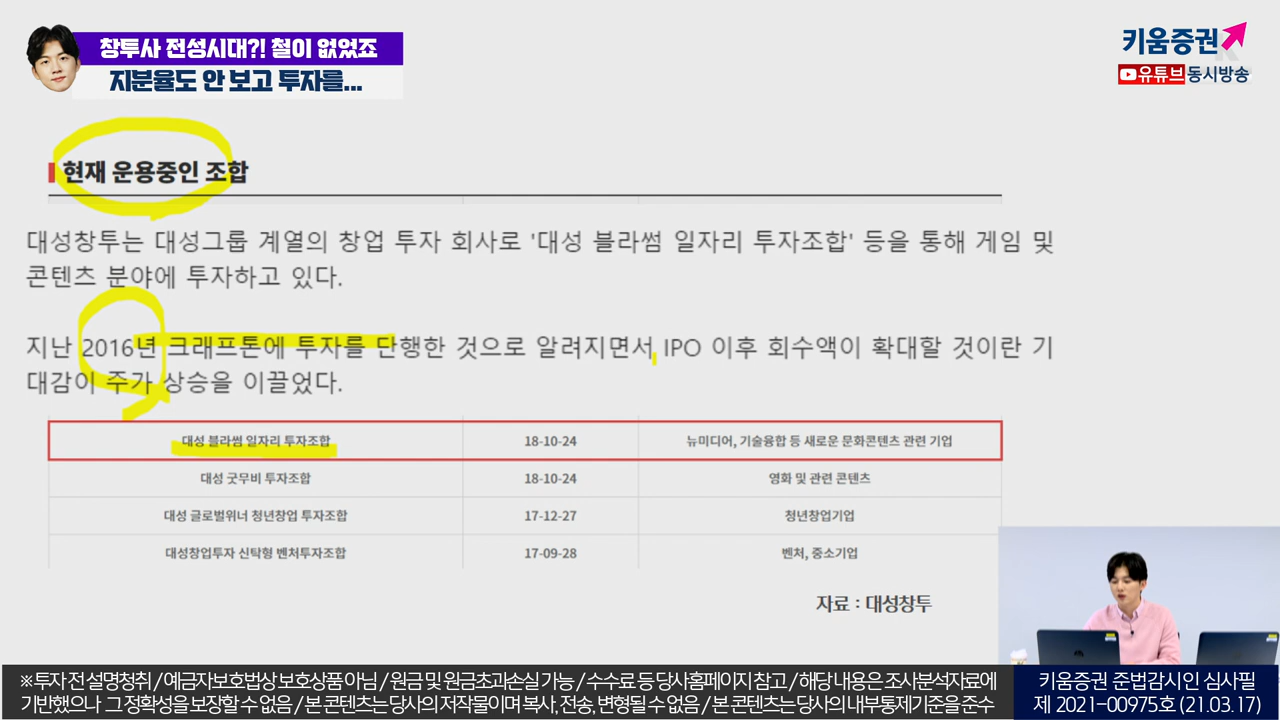 창투사 전성시대?! 철이 없었죠
지분율도 안 보고 투자를...
키움증권
유튜브동시방송
현재 운용중인 조합
대성창투는 대성그룹 계열의 창업 투자 회사로 '대성 블라썸 일자리 투자조합' 등을 통해 게임 및
콘텐츠 분야에 투자하고 있다.
지난 2016년 크래프톤에 투자를 단행한 것으로 알려지면서 IPO 이후 회수액이 확대할 것이란 기
대감이 주가 상승을 이끌었다.
대성 블라썸 일자리 투자조합 18-10-24 뉴미디어, 기술융합 등 새로운 문화콘텐츠 관련 기업
대성 굿무비 투자조합 18-10-24 영화 및 관련 콘텐츠
대성 글로벌위너 청년창업 투자조합 17-12-27 청년창업기업
대성창업투자 신탁형 벤처투자조합 17-09-28 벤처, 중소기업
자료 : 대성창투
※ 투자 전 설명청취 / 예금자보호법상 보호상품 아님 / 원금 및 원금초과손실 가능 / 수수료 등 당사홈페이지 참고 / 해당 내용은 조사분석자료에
기반했으나 그 정확성을 보장할 수 없음 / 본 콘텐츠는 당사의 저작물이며 복사, 전송, 변형될 수 없음 / 본 콘텐츠는 당사의 내부통제기준을 준수
키움증권 준법감시인 심사필
제 2021-00975호 (21.03.17)